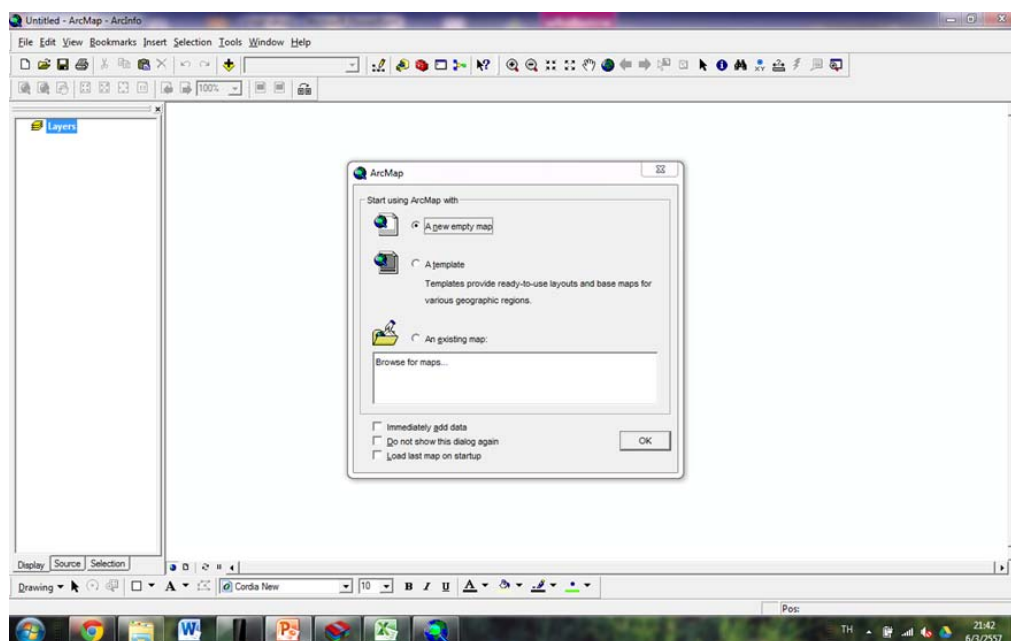 Untitled - ArcMap - ArcInfo
File Edit View Bookmarks Insert Selection Tools Window Help
100%
Layers
ArcMap
Start using ArcMap with
A new empty map
A template
Templates provide ready-to-use layouts and base maps for
various geographic regions.
An existing map:
Browse for maps...
Immediately add data
Do not show this dialog again
Load last map on startup
OK
Display Source Selection
Drawing A Cordia New 10 B I U A
Pos:
TH 21:42
6/3/2557